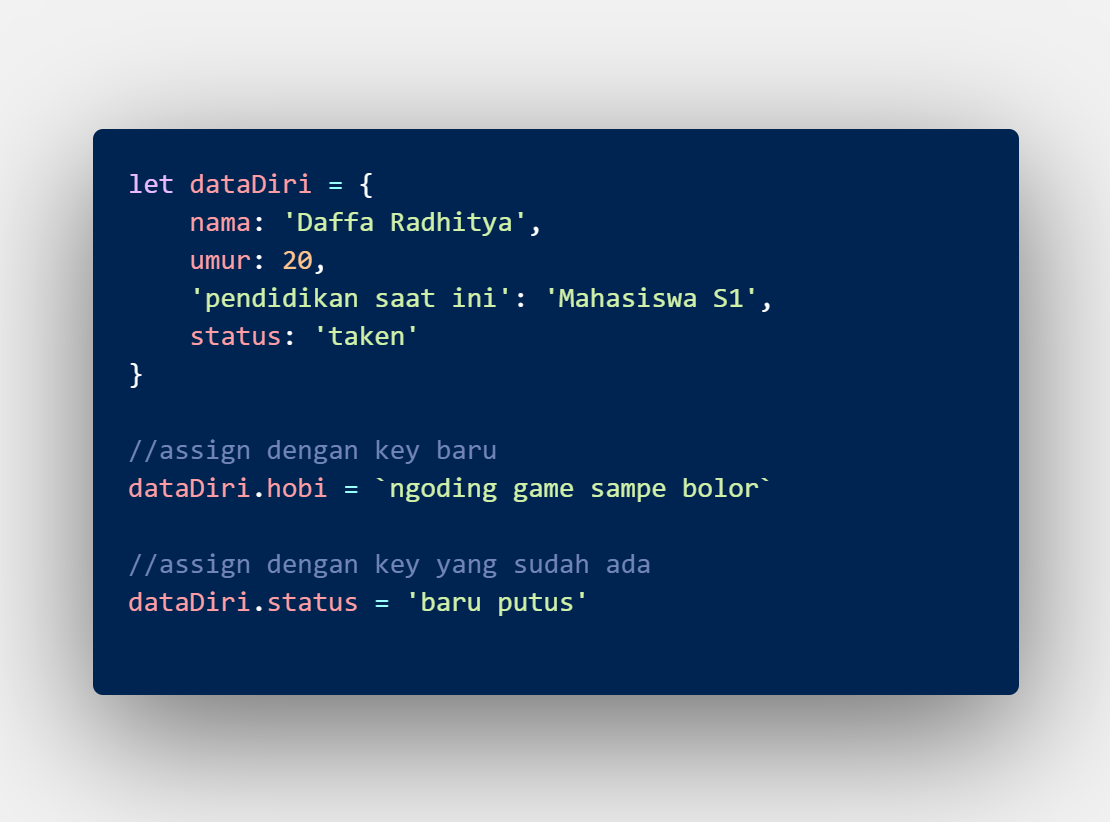 let dataDiri = {
    nama: 'Daffa Radhitya',
    umur: 20,
    'pendidikan saat ini': 'Mahasiswa S1',
    status: 'taken'
}
//assign dengan key baru
dataDiri.hobi = `ngoding game sampe bolor`
//assign dengan key yang sudah ada
dataDiri.status = 'baru putus'